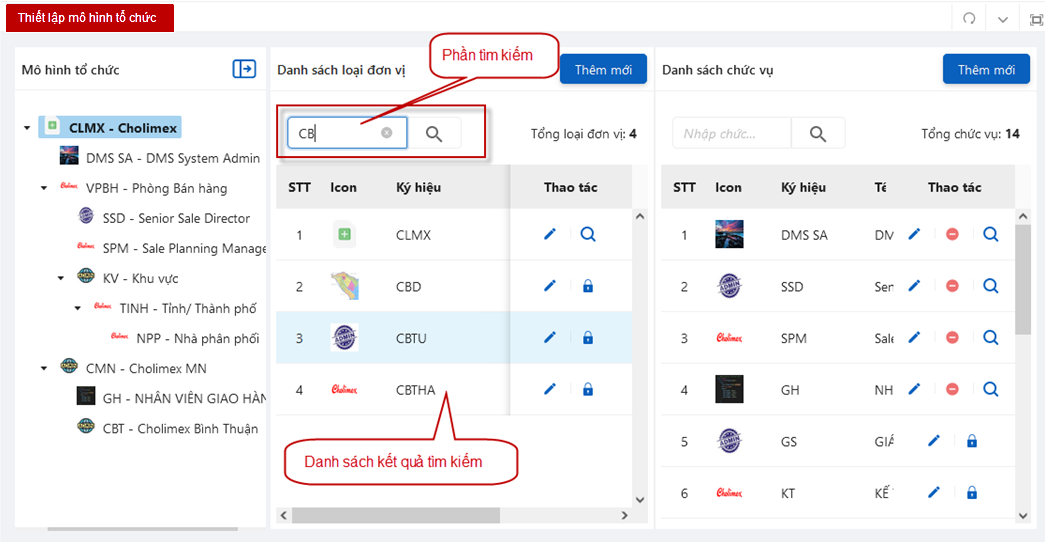 Thiết lập mô hình tổ chức
Mô hình tổ chức
CLMX - Cholimex
DMS SA - DMS System Admin
VPBH - Phòng Bán hàng
SSD - Senior Sale Director
SPM - Sale Planning Manage
KV - Khu vực
TINH - Tỉnh/ Thành phố
NPP - Nhà phân phối
CMN - Cholimex MN
GH - NHÂN VIÊN GIAO HÀN
CBT - Cholimex Bình Thuận
Danh sách loại đơn vị
Phần tìm kiếm
Thêm mới
CB
Tổng loại đơn vị: 4
STT Icon Ký hiệu Thao tác
1 CLMX
2 CBD
3 ADMIN CBTU
4 Cholimex CBTHA
Danh sách kết quả tìm kiếm
Danh sách chức vụ
Thêm mới
Nhập chức...
Tổng chức vụ: 14
STT Icon Ký hiệu Tê Thao tác
1 DMS SA DM
2 ADMIN SSD Sen
3 Cholimex SPM Sale
4 GH NH
5 ADMIN GS GIÁ
6 Cholimex KT KẾ